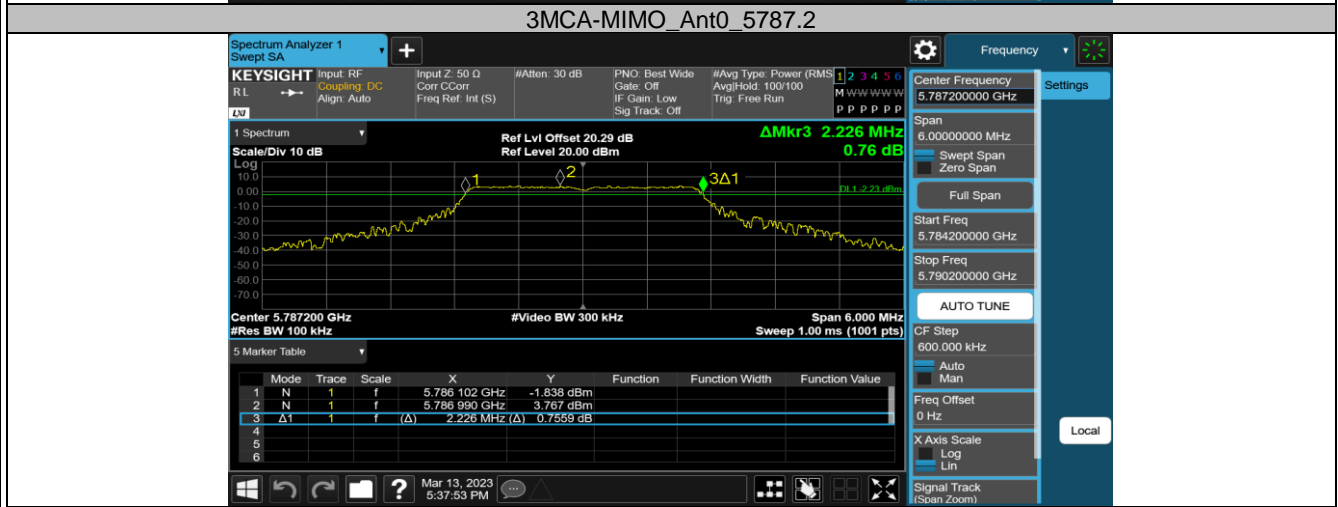 3MCA-MIMO_Ant0_5787.2
Spectrum Analyzer 1
Swept SA
+
Frequency
KEYSIGHT
R L
LXI
Input: RF
Coupling: DC
Align: Auto
Input Z: 50 Ω
Corr CCorr
Freq Ref: Int (S)
#Atten: 30 dB
PNO: Best Wide
Gate: Off
IF Gain: Low
Sig Track: Off
#Avg Type: Power (RMS
Avg|Hold: 100/100
Trig: Free Run
1 2 3 4 5 6
M W W W W W
P P P P P P
1 Spectrum
Scale/Div 10 dB
Ref Lvl Offset 20.29 dB
Ref Level 20.00 dBm
ΔMkr3 2.226 MHz
0.76 dB
Log
10.0
0.00
-10.0
-20.0
-30.0
-40.0
-50.0
-60.0
-70.0
1
2
3Δ1
DL1 -2.23 dBm
Center 5.787200 GHz
#Video BW 300 kHz
Span 6.000 MHz
#Res BW 100 kHz
Sweep 1.00 ms (1001 pts)
5 Marker Table
Mode Trace Scale X Y Function Function Width Function Value
1 N 1 f 5.786 102 GHz -1.838 dBm
2 N 1 f 5.786 990 GHz 3.767 dBm
3 Δ1 1 f (Δ) 2.226 MHz (Δ) 0.7559 dB
4
5
6
?
Mar 13, 2023
5:37:53 PM
Center Frequency
5.787200000 GHz
Settings
Span
6.00000000 MHz
Swept Span
Zero Span
Full Span
Start Freq
5.784200000 GHz
Stop Freq
5.790200000 GHz
AUTO TUNE
CF Step
600.000 kHz
Auto
Man
Freq Offset
0 Hz
X Axis Scale
Log
Lin
Local
Signal Track
(Span Zoom)